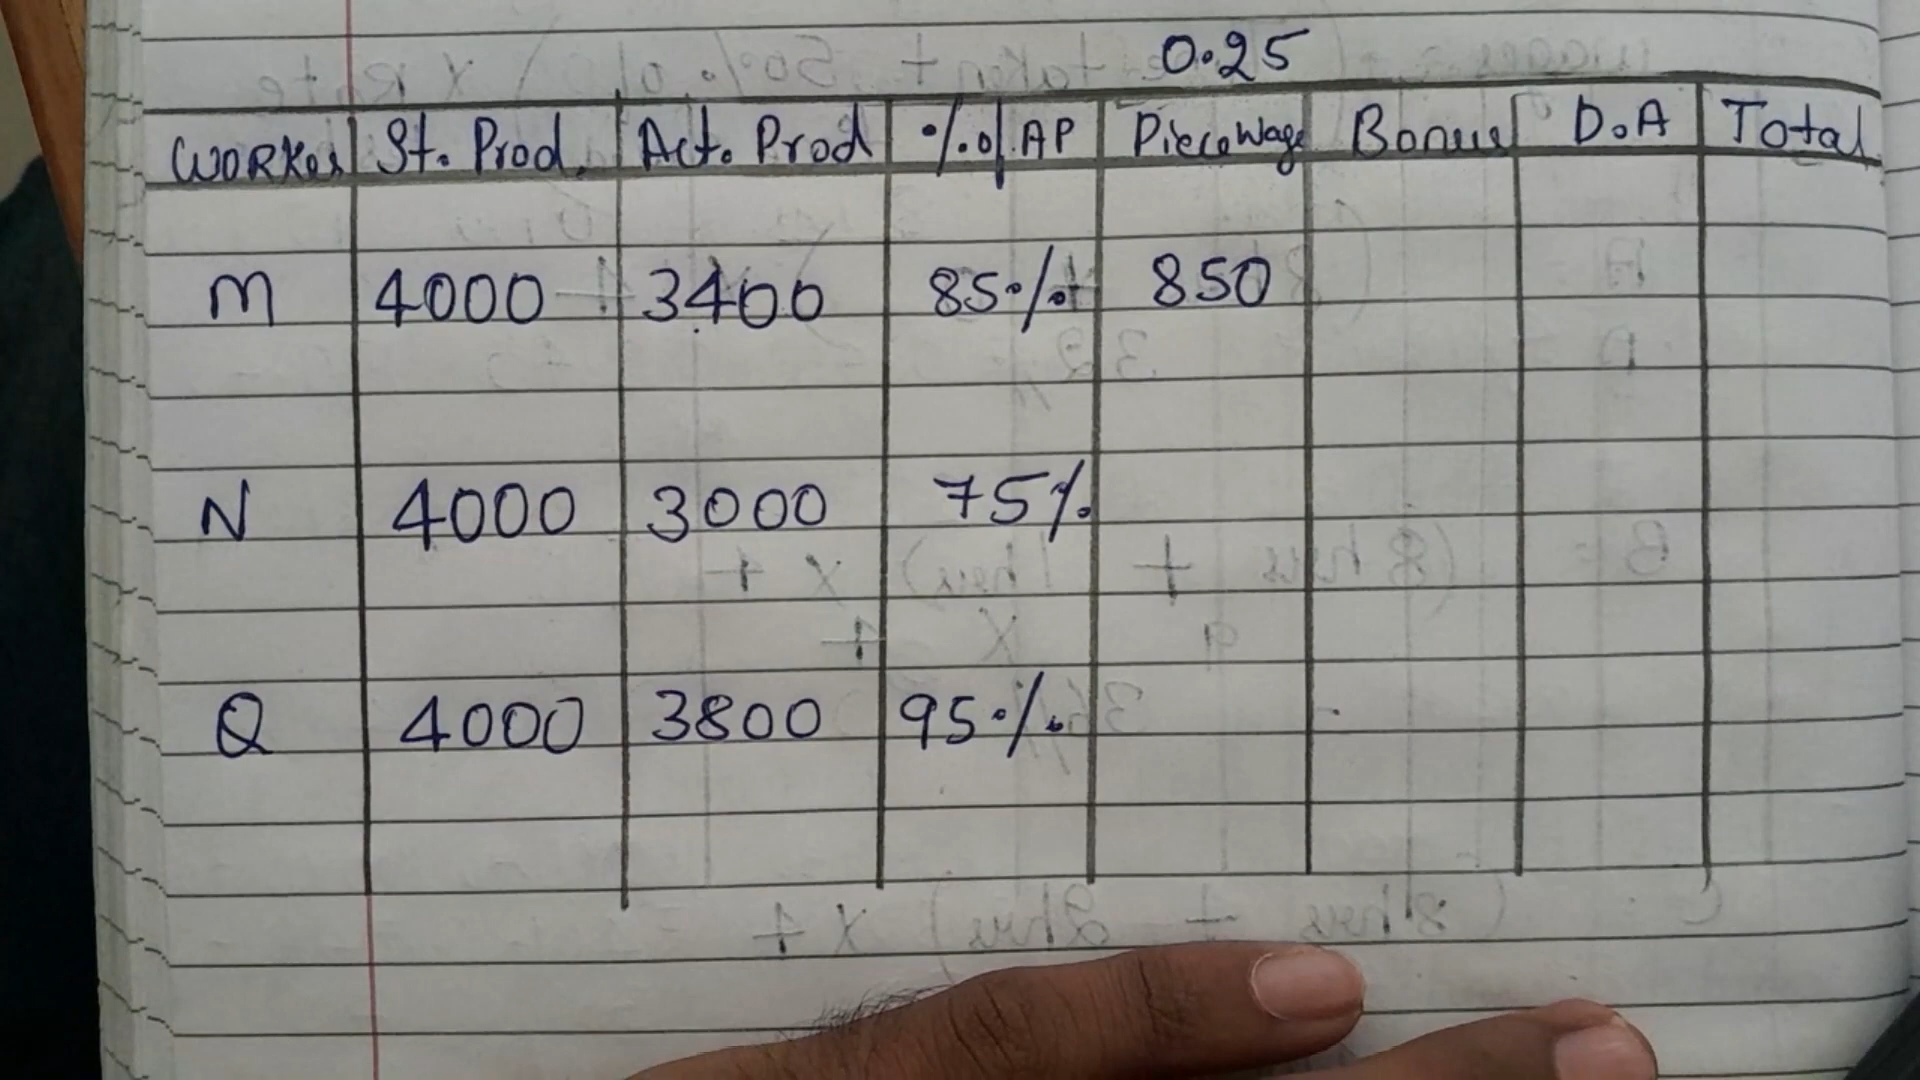 0.25
Worker St. Prod. Act. Prod %.of AP Piece Wage Bonus D.A Total
M 4000 3400 85% 850
N 4000 3000 75%
Q 4000 3800 95%